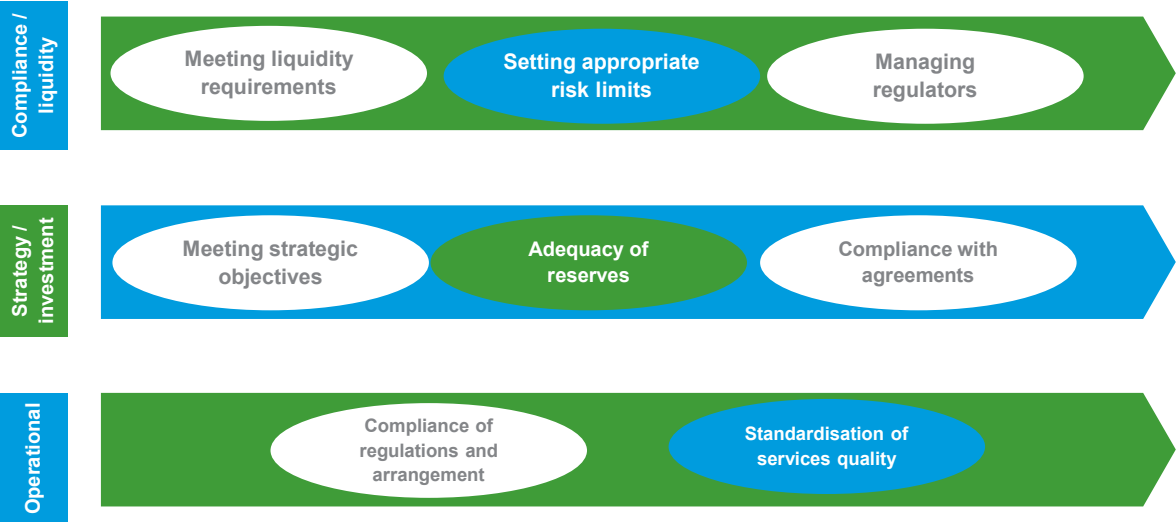 Compliance /
liquidity
Meeting liquidity
requirements
Setting appropriate
risk limits
Managing
regulators
Strategy /
investment
Meeting strategic
objectives
Adequacy of
reserves
Compliance with
agreements
Operational
Compliance of
regulations and
arrangement
Standardisation of
services quality